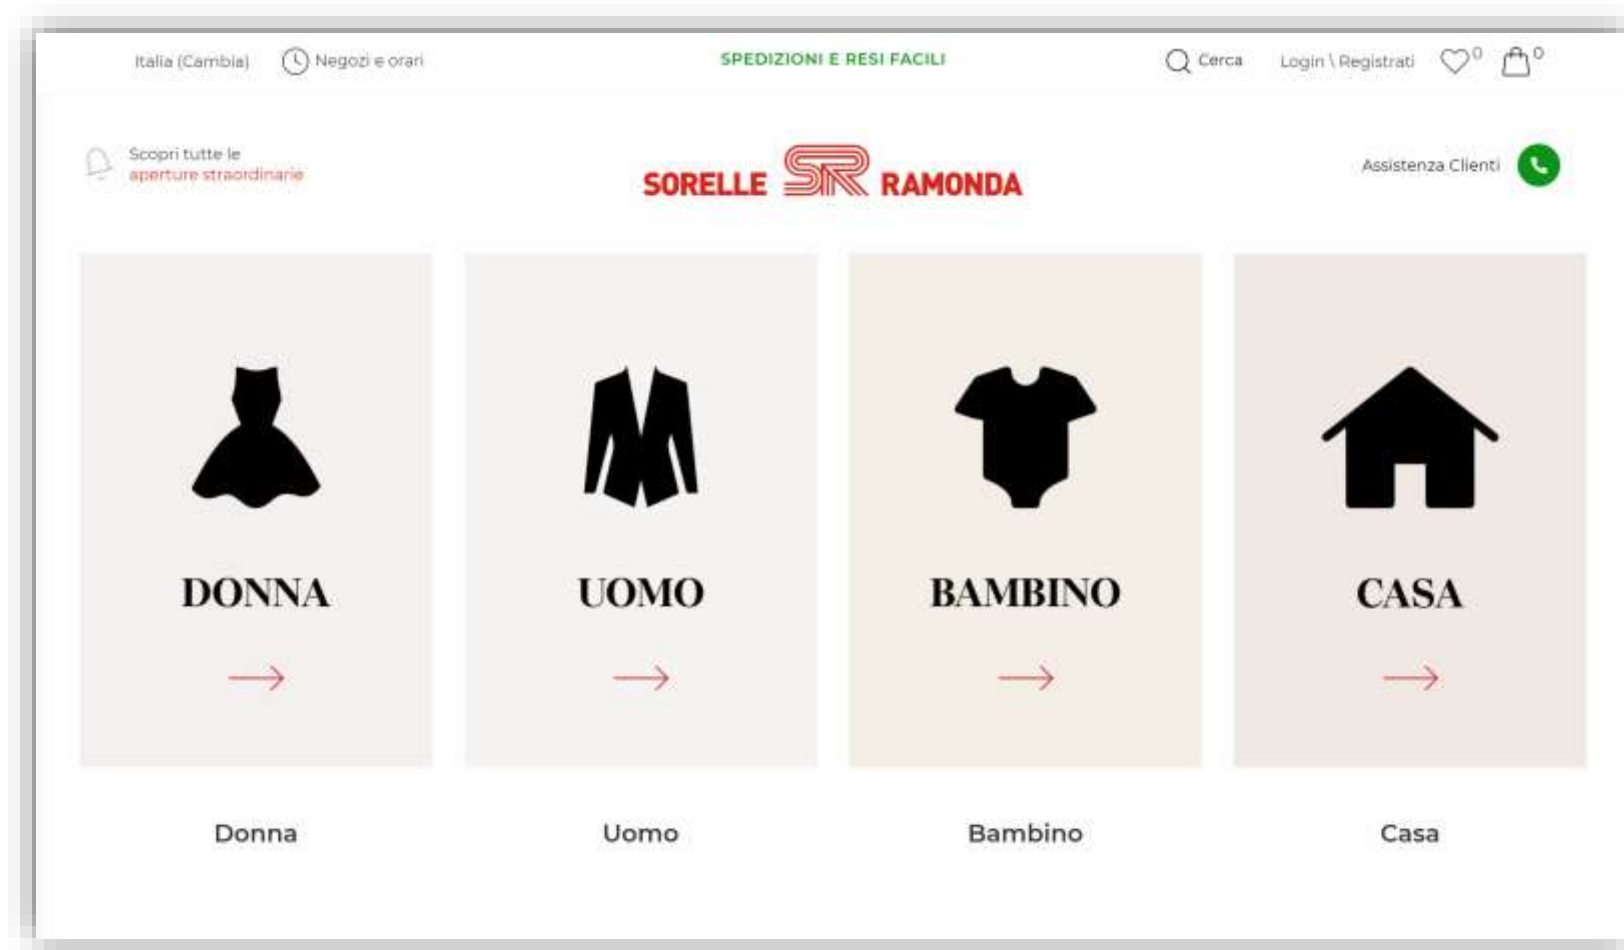 Italia (Cambia)
Negozi e orari
SPEDIZIONI E RESI FACILI
Cerca
Login \ Registrati
0
0
Scopri tutte le
aperture straordinarie
SORELLE SR RAMONDA
Assistenza Clienti
DONNA
UOMO
BAMBINO
CASA
Donna
Uomo
Bambino
Casa